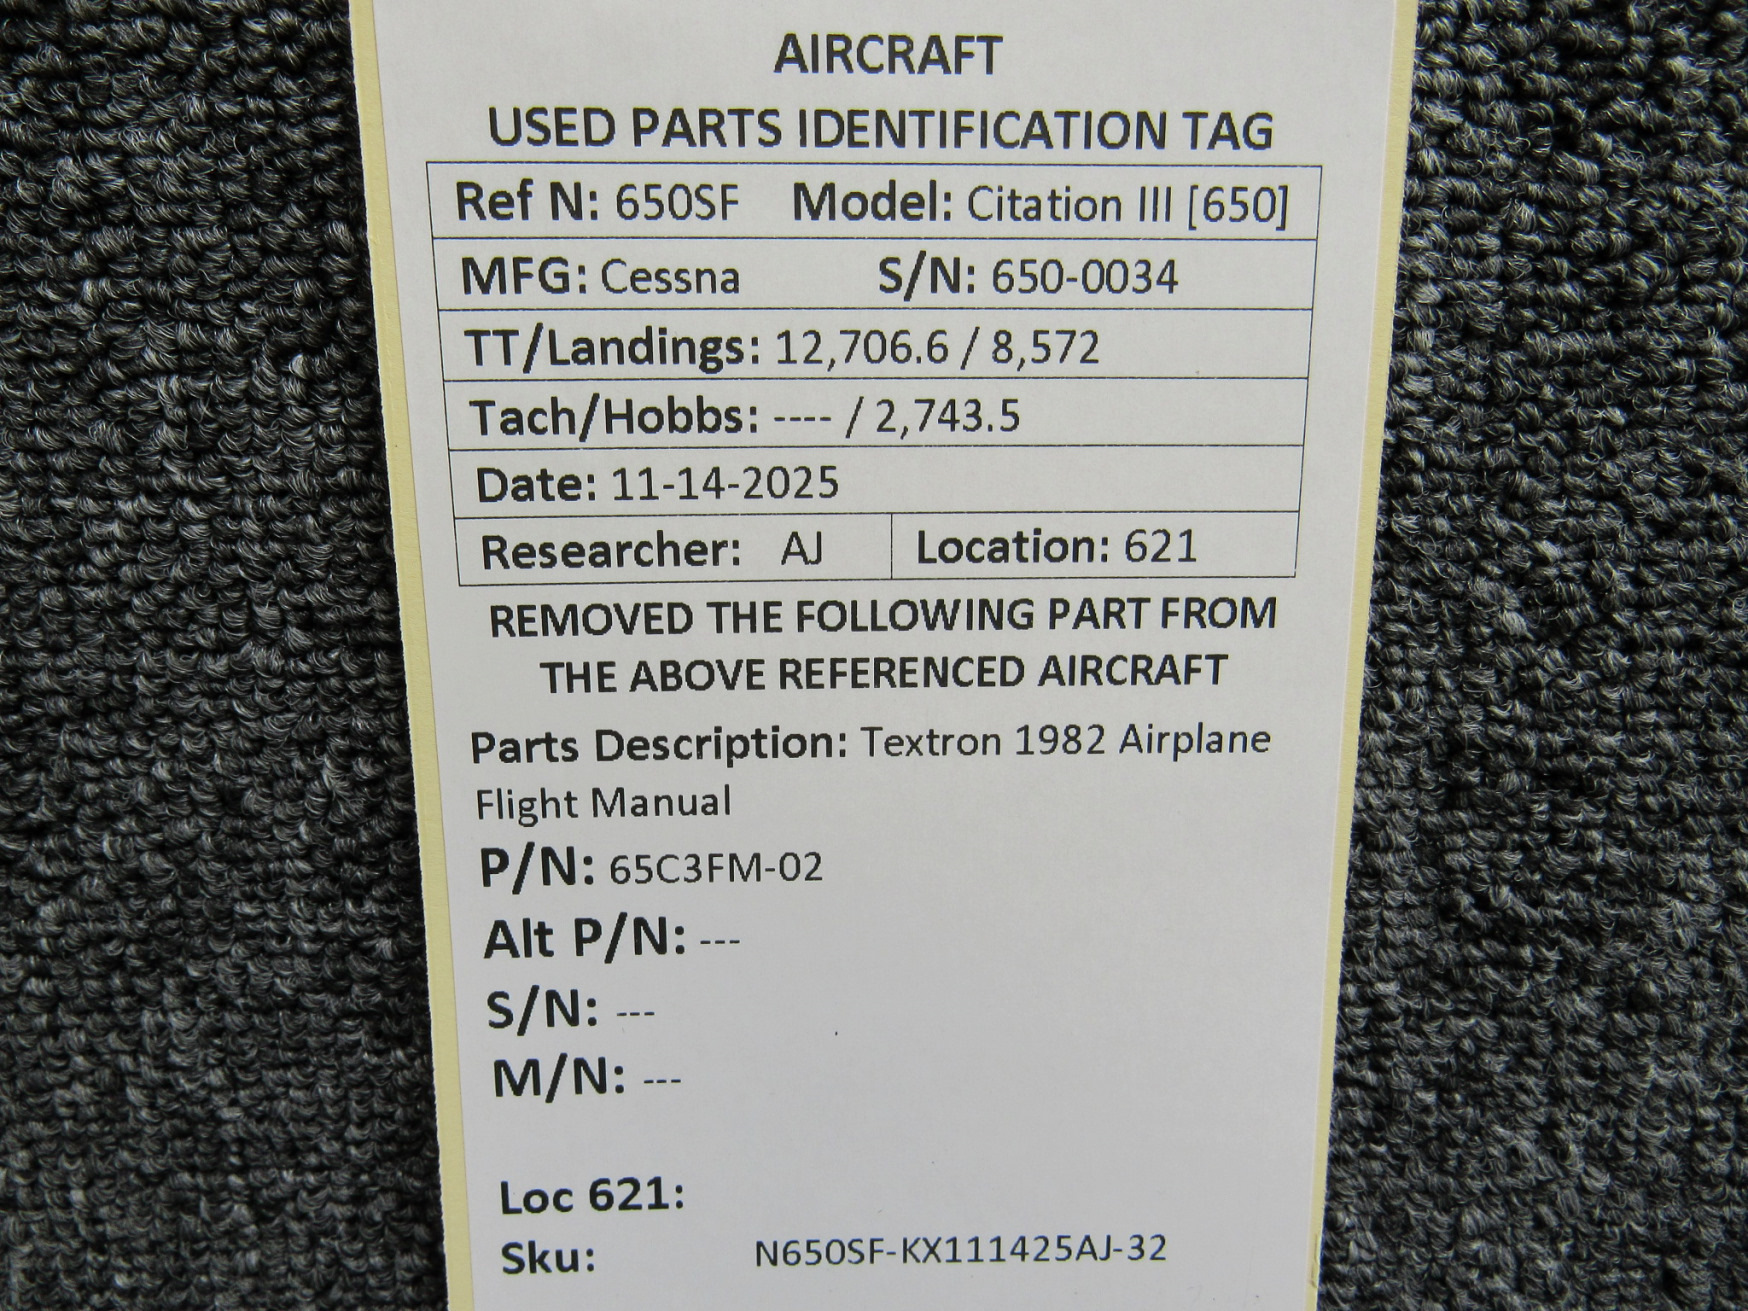 AIRCRAFT
USED PARTS IDENTIFICATION TAG
Ref N: 650SF Model: Citation III [650]
MFG: Cessna S/N: 650-0034
TT/Landings: 12,706.6 / 8,572
Tach/Hobbs: ---- / 2,743.5
Date: 11-14-2025
Researcher: AJ Location: 621
REMOVED THE FOLLOWING PART FROM
THE ABOVE REFERENCED AIRCRAFT
Parts Description: Textron 1982 Airplane
Flight Manual
P/N: 65C3FM-02
Alt P/N: ---
S/N: ---
M/N: ---
Loc 621:
Sku: N650SF-KX111425AJ-32